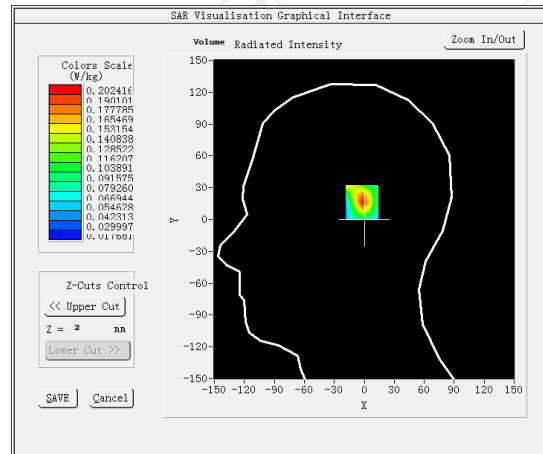 SAR Visualisation Graphical Interface
Volume Radiated Intensity
Zoom In/Out
Colors Scale
(W/kg)
0.202416
0.190101
0.177785
0.165469
0.153154
0.140838
0.128522
0.116207
0.103891
0.091575
0.079260
0.066944
0.054628
0.042313
0.029997
0.017681
150
120
90
60
30
0
-30
-60
-90
-120
-150
Y
-150 -120 -90 -60 -30 0 30 60 90 120 150
X
Z-Cuts Control
<< Upper Cut
Z = 2 mm
Lower Cut >>
SAVE Cancel